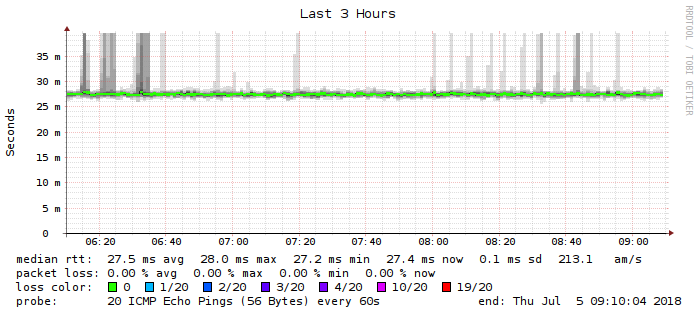 Last 3 Hours
RRDTOOL / TOBI OETIKER
Seconds
35 m
30 m
25 m
20 m
15 m
10 m
5 m
0
06:20 06:40 07:00 07:20 07:40 08:00 08:20 08:40 09:00
median rtt: 27.5 ms avg 28.0 ms max 27.2 ms min 27.4 ms now 0.1 ms sd 213.1 am/s
packet loss: 0.00 % avg 0.00 % max 0.00 % min 0.00 % now
loss color: 0 1/20 2/20 3/20 4/20 10/20 19/20
probe: 20 ICMP Echo Pings (56 Bytes) every 60s end: Thu Jul 5 09:10:04 2018